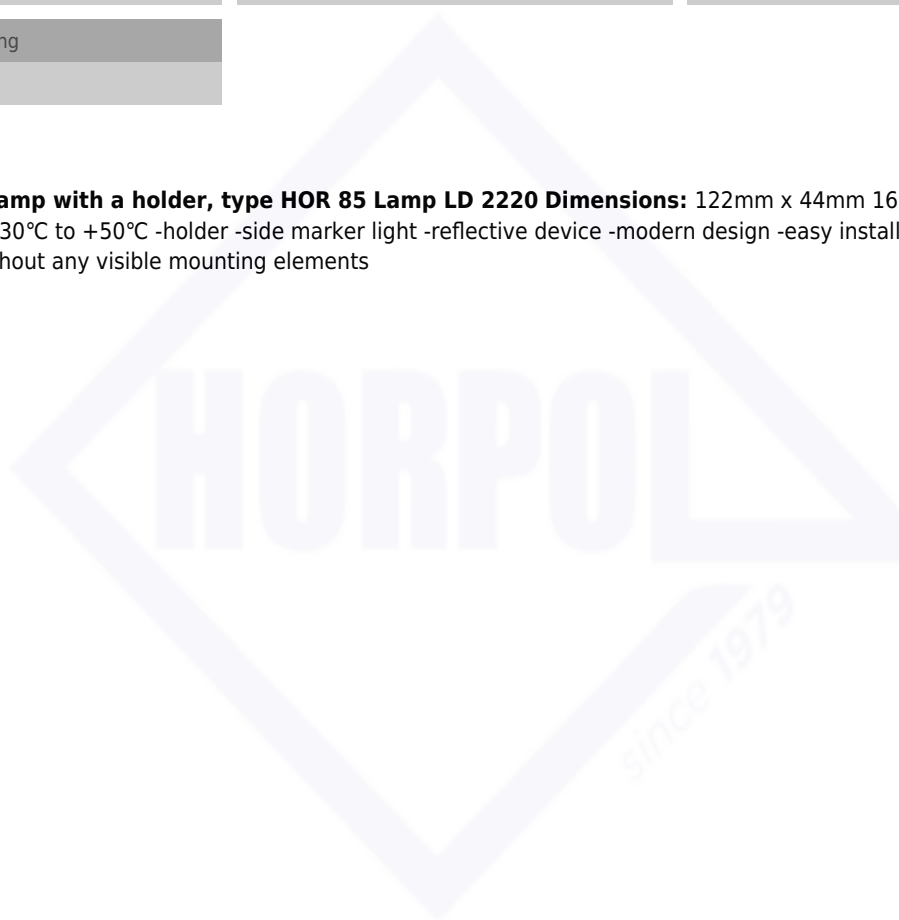 ng
amp with a holder, type HOR 85 Lamp LD 2220 Dimensions: 122mm x 44mm 16
30°C to +50°C -holder -side marker light -reflective device -modern design -easy install
hout any visible mounting elements
HORPOL
since 1979